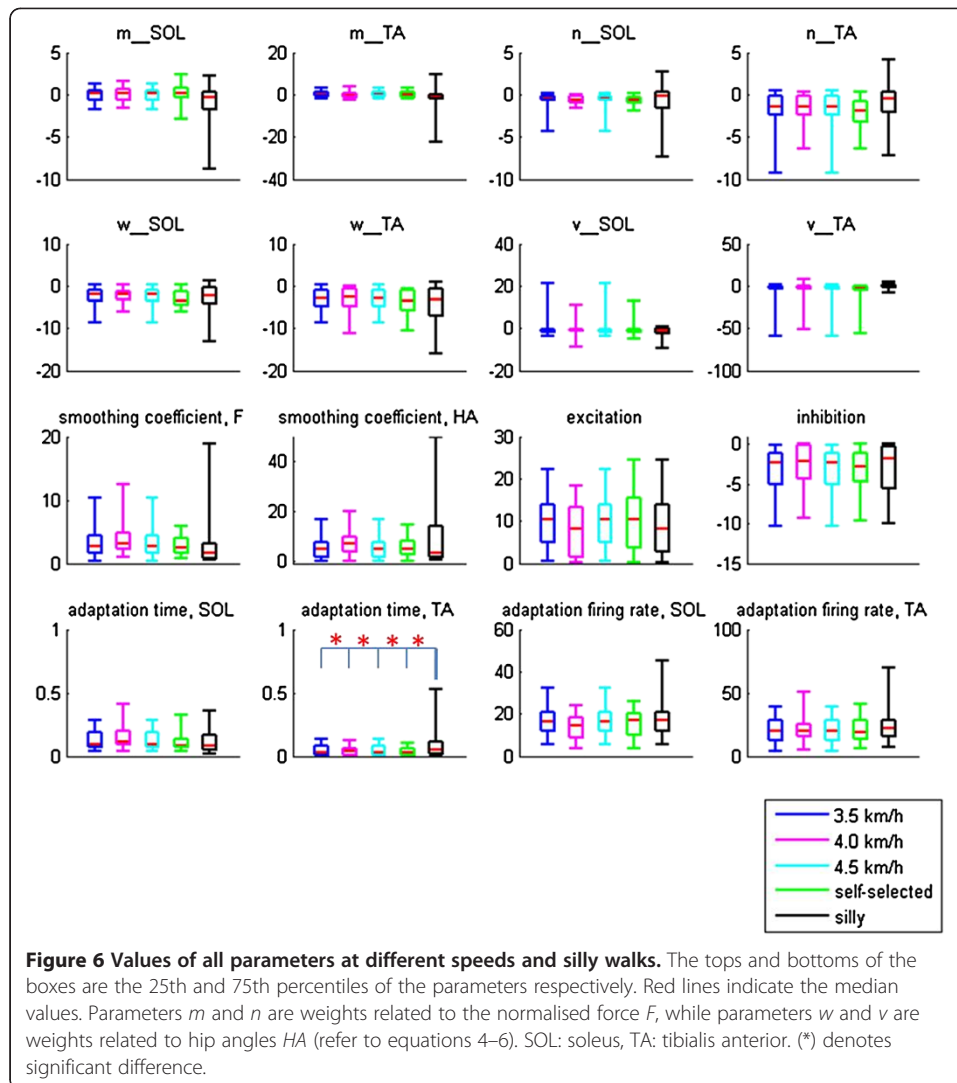 m__SOL m__TA n__SOL n__TA
5 20 5 5
0 0 0 0
-5 -20 -5 -5
-10 -40 -10 -10
w__SOL w__TA v__SOL v__TA
10 10 40 50
0 0 20 0
-10 -10 0 -50
-20 -20 -20 -100
smoothing coefficient, F smoothing coefficient, HA excitation inhibition
20 40 30 0
10 20 20 -5
0 0 10 -10
0 -15
adaptation time, SOL adaptation time, TA adaptation firing rate, SOL adaptation firing rate, TA
1 1 60 100
* * * *
0.5 0.5 40 50
0 0 20 0
0
3.5 km/h
4.0 km/h
4.5 km/h
self-selected
silly
Figure 6 Values of all parameters at different speeds and silly walks. The tops and bottoms of the
boxes are the 25th and 75th percentiles of the parameters respectively. Red lines indicate the median
values. Parameters m and n are weights related to the normalised force F, while parameters w and v are
weights related to hip angles HA (refer to equations 4–6). SOL: soleus, TA: tibialis anterior. (*) denotes
significant difference.